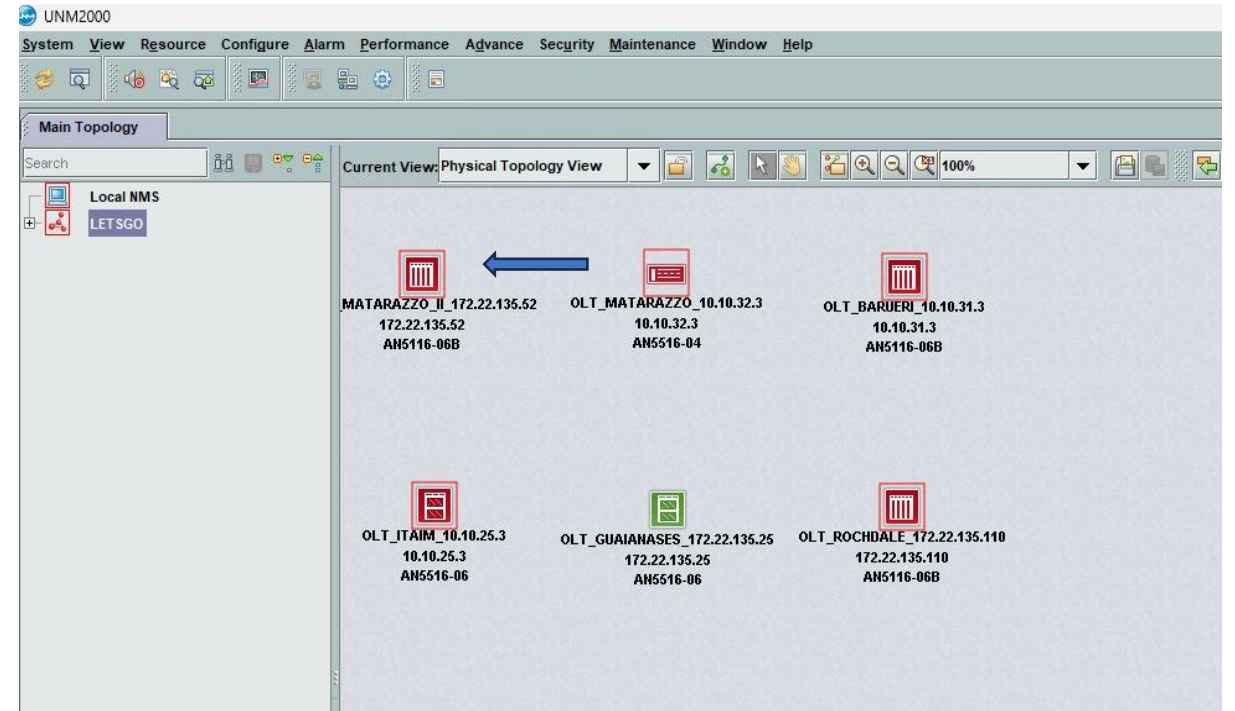 UNM2000
System View Resource Configure Alarm Performance Advance Security Maintenance Window Help
Main Topology
Search
Current View: Physical Topology View
100%
Local NMS
LETSGO
_MATARAZZO_II_172.22.135.52
172.22.135.52
AN5116-06B
OLT_MATARAZZO_10.10.32.3
10.10.32.3
AN5516-04
OLT_BARUERI_10.10.31.3
10.10.31.3
AN5116-06B
OLT_ITAIM_10.10.25.3
10.10.25.3
AN5516-06
OLT_GUAIANASES_172.22.135.25
172.22.135.25
AN5516-06
OLT_ROCHDALE_172.22.135.110
172.22.135.110
AN5116-06B